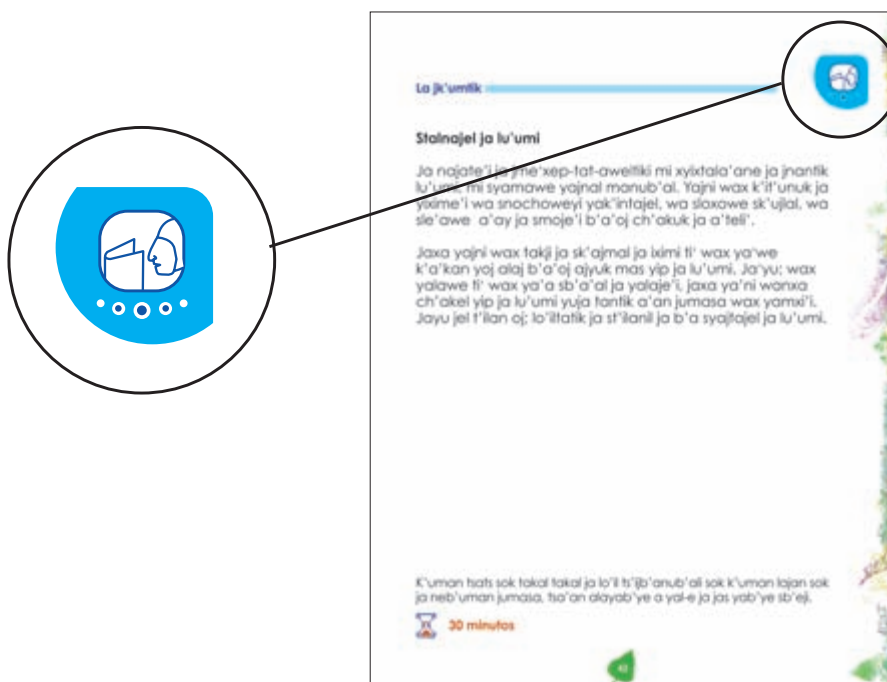 La jk'umtik
Stalnajel ja lu'umi
Ja najate'i ja jme'xep-tat-aweltiki mi xyixtala'ane ja jnantik
lu'umi, mi syamawe yajnal manub'al. Yajni wax k'it'unuk ja
yixime'i wa snochoweyi yak'intajel, wa sloxowe sk'ujlal, wa
sle'awe a'ay ja smoje'i b'a'oj ch'akuk ja a'teli'.
Jaxa yajni wax takji ja sk'ajmal ja iximi ti' wax ya'we
k'a'kan yoj alaj b'a'oj ajyuk mas yip ja lu'umi. Ja'yu; wax
yalawe ti' wax ya'a sb'a'al ja yalaje'i, jaxa ya'ni wanxa
ch'akel yip ja lu'umi yuja tantik a'an jumasa wax yamxi'i.
Jayu jel t'ilan oj; lo'iltatik ja st'ilanil ja b'a syajtajel ja lu'umi.
K'uman tsats sok takal takal ja lo'il ts'ijb'anub'ali sok k'uman lajan sok
ja neb'uman jumasa, tsa'an alayab'ye a yal-e ja jas yab'ye sb'eji.
30 minutos